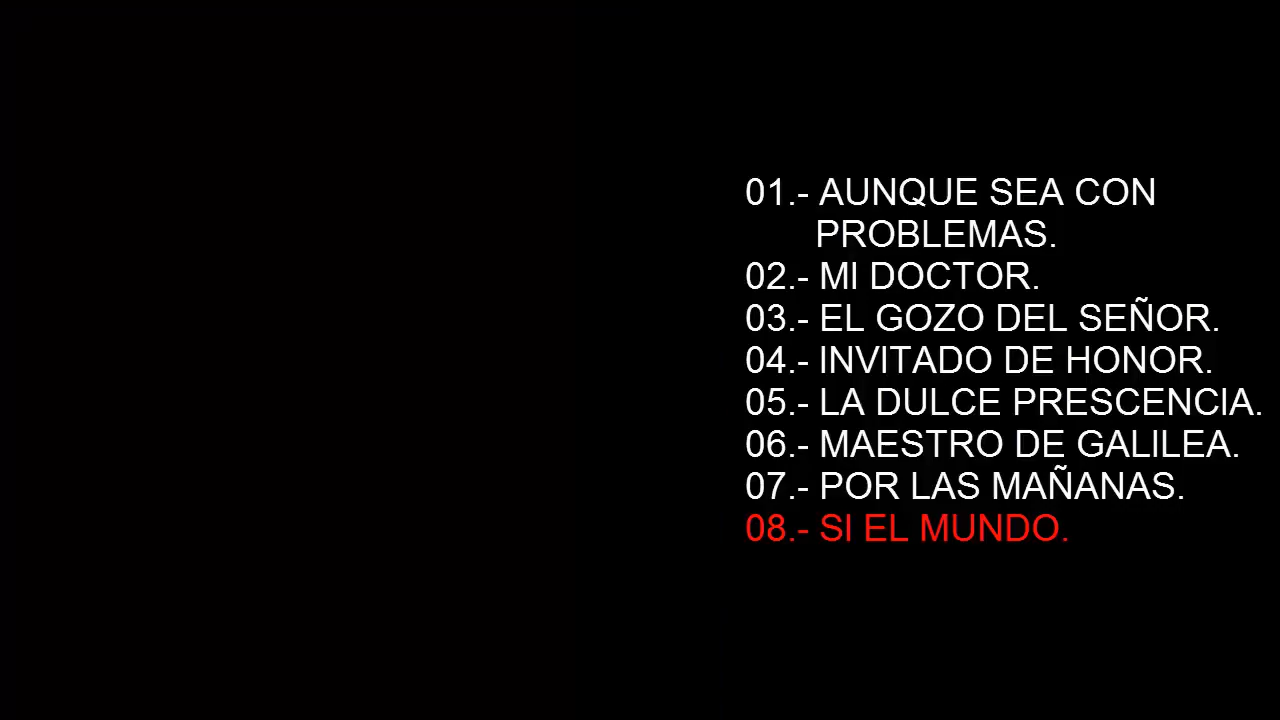 01.- AUNQUE SEA CON
PROBLEMAS.
02.- MI DOCTOR.
03.- EL GOZO DEL SEÑOR.
04.- INVITADO DE HONOR.
05.- LA DULCE PRESCENCIA.
06.- MAESTRO DE GALILEA.
07.- POR LAS MAÑANAS.
08.- SI EL MUNDO.